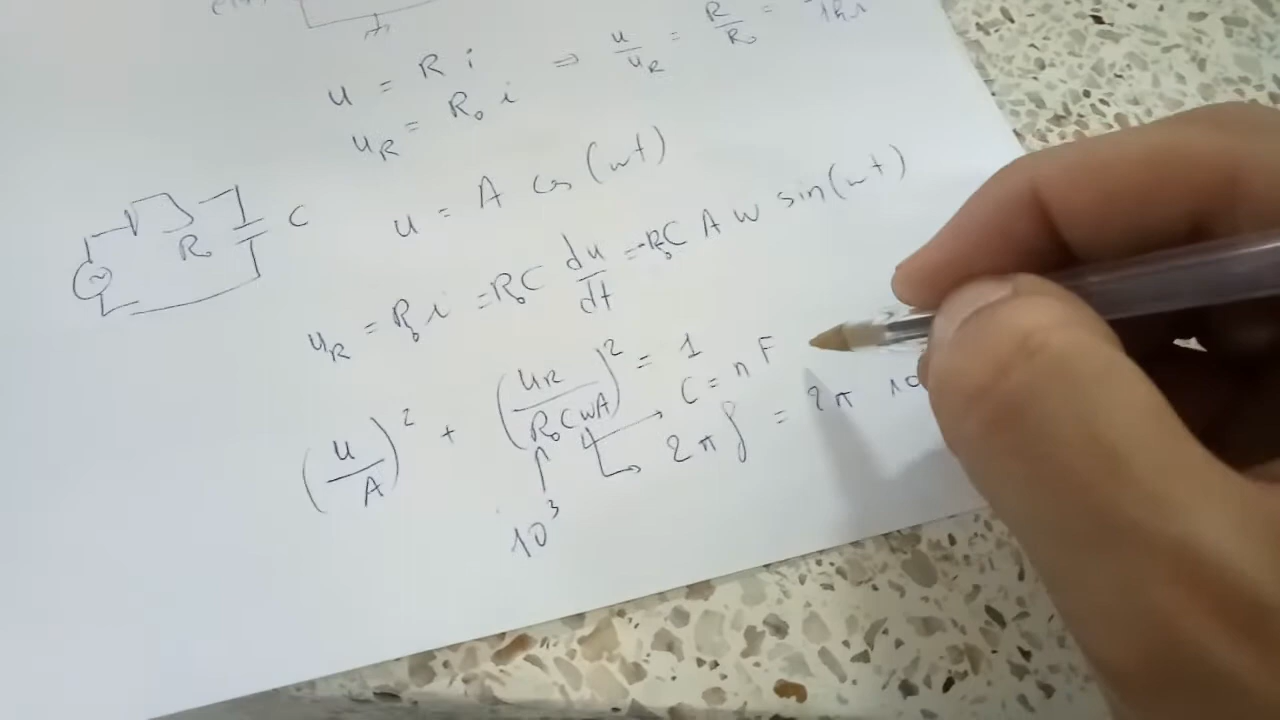 u = R i ⇒ u/u_R = R/R₀ =
u_R = R₀ i
u = A cos (wt)
R C
u_R = R₀ i = R₀C du/dt = -R₀C A w sin(wt)
(u/A)² + (u_R/R₀CwA)² = 1
C = n F
2π f = 2π 10
10³